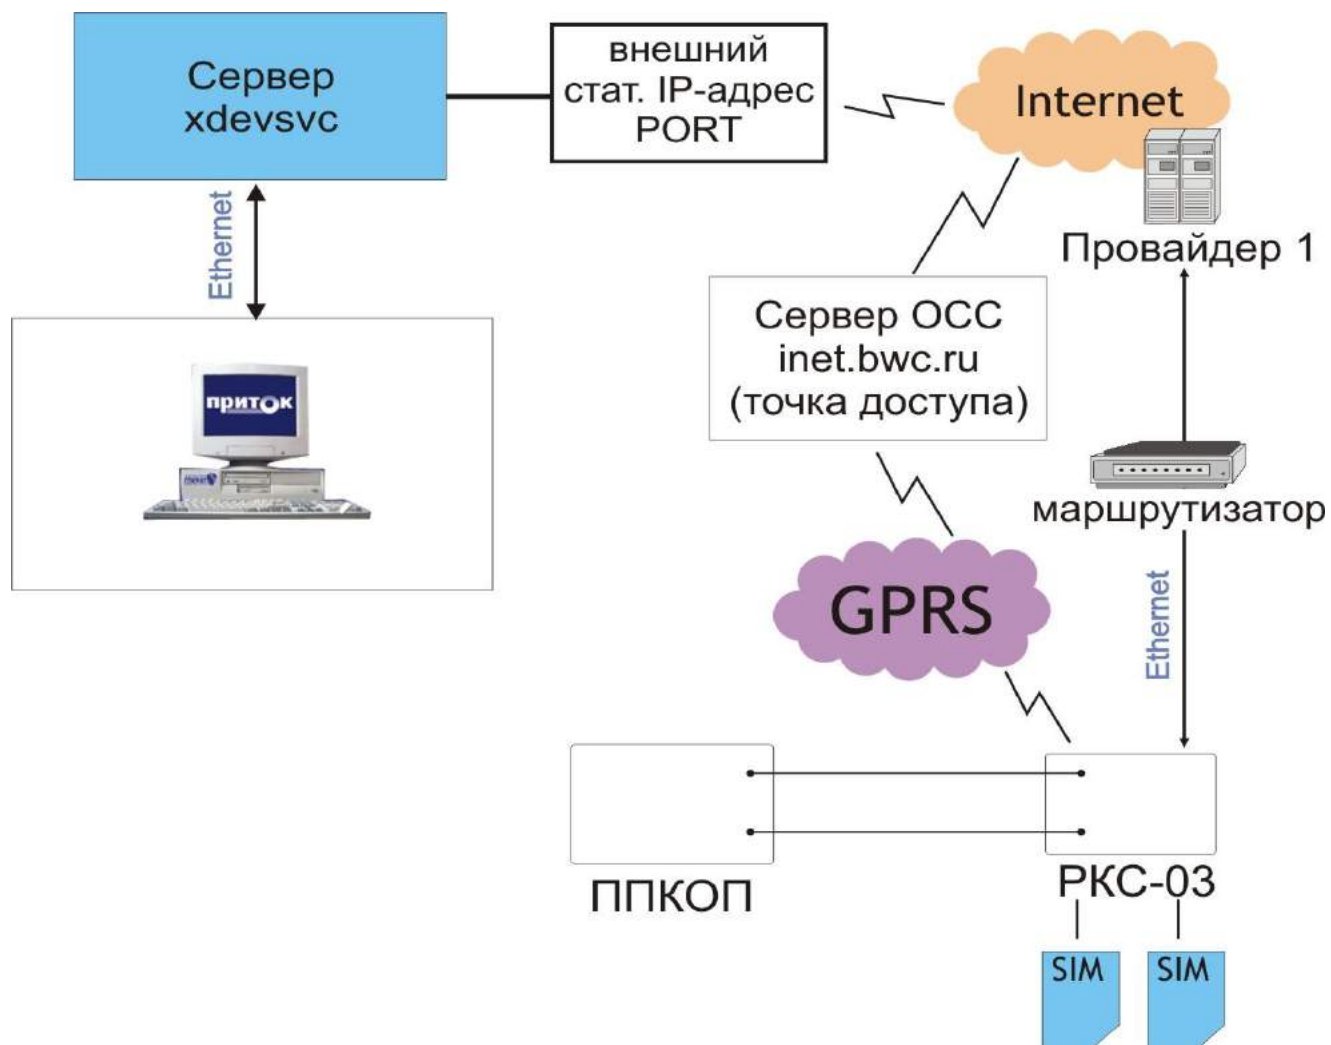 Сервер
xdevsvc
внешний
стат. IP-адрес
PORT
Internet
Ethernet
Провайдер 1
Сервер ОСС
inet.bwc.ru
(точка доступа)
приток
маршрутизатор
GPRS
Ethernet
ППКОП
РКС-03
SIM
SIM